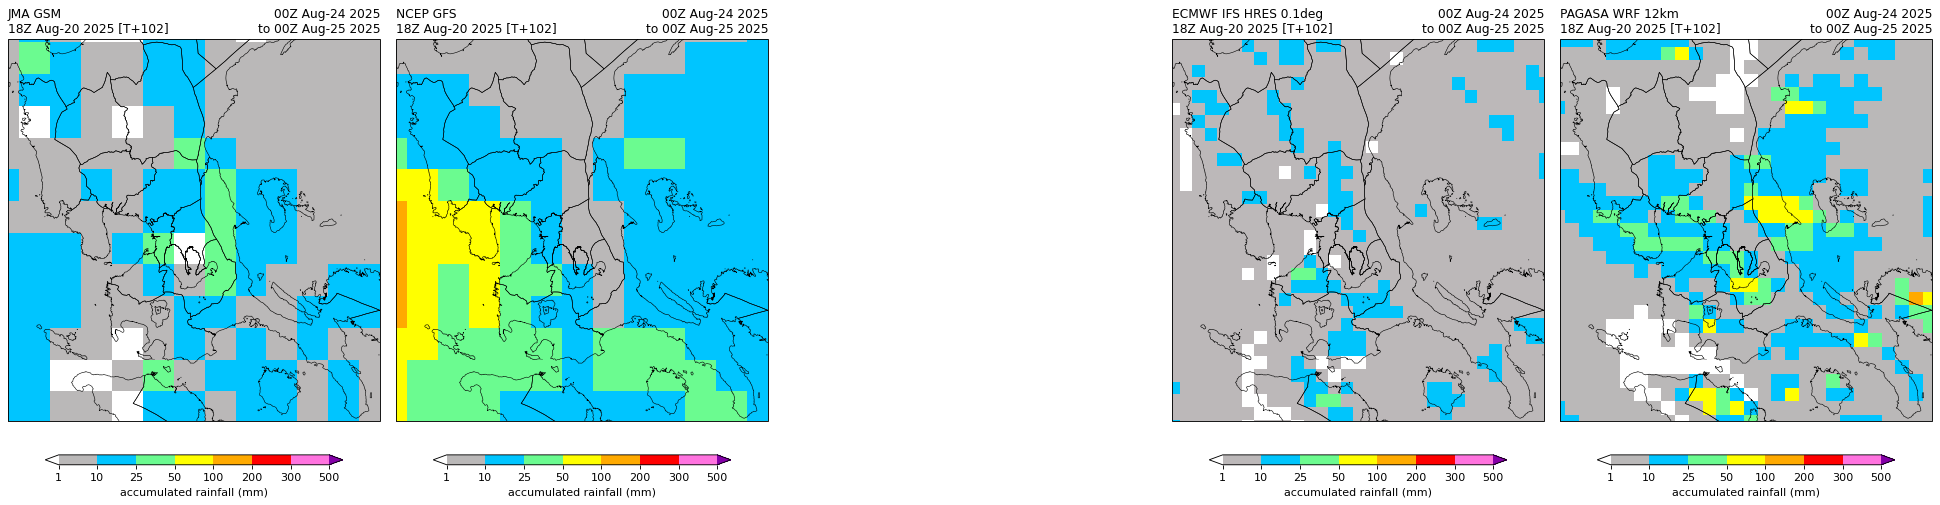 JMA GSM 00Z Aug-24 2025
18Z Aug-20 2025 [T+102] to 00Z Aug-25 2025
1 10 25 50 100 200 300 500
accumulated rainfall (mm)
NCEP GFS 00Z Aug-24 2025
18Z Aug-20 2025 [T+102] to 00Z Aug-25 2025
1 10 25 50 100 200 300 500
accumulated rainfall (mm)
ECMWF IFS HRES 0.1deg 00Z Aug-24 2025
18Z Aug-20 2025 [T+102] to 00Z Aug-25 2025
1 10 25 50 100 200 300 500
accumulated rainfall (mm)
PAGASA WRF 12km 00Z Aug-24 2025
18Z Aug-20 2025 [T+102] to 00Z Aug-25 2025
1 10 25 50 100 200 300 500
accumulated rainfall (mm)